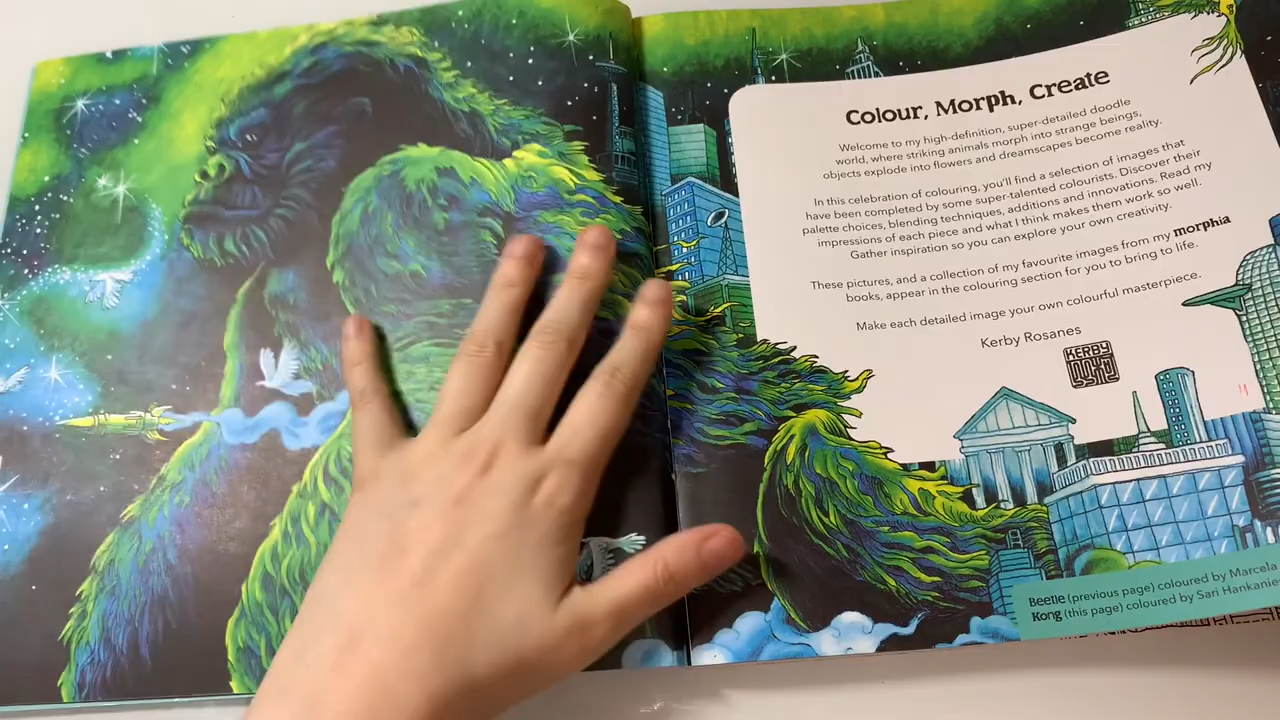 Colour, Morph, Create
Welcome to my high-definition, super-detailed doodle
world, where striking animals morph into strange beings,
objects explode into flowers and dreamscapes become reality.
In this celebration of colouring, you'll find a selection of images that
have been completed by some super-talented colourists. Discover their
palette choices, blending techniques, additions and innovations. Read my
impressions of each piece and what I think makes them work so well.
Gather inspiration so you can explore your own creativity.
These pictures, and a collection of my favourite images from my morphia
books, appear in the colouring section for you to bring to life.
Make each detailed image your own colourful masterpiece.
Kerby Rosanes
KERBY
Beetle (previous page) coloured by Marcela
Kong (this page) coloured by Sari Hankanie